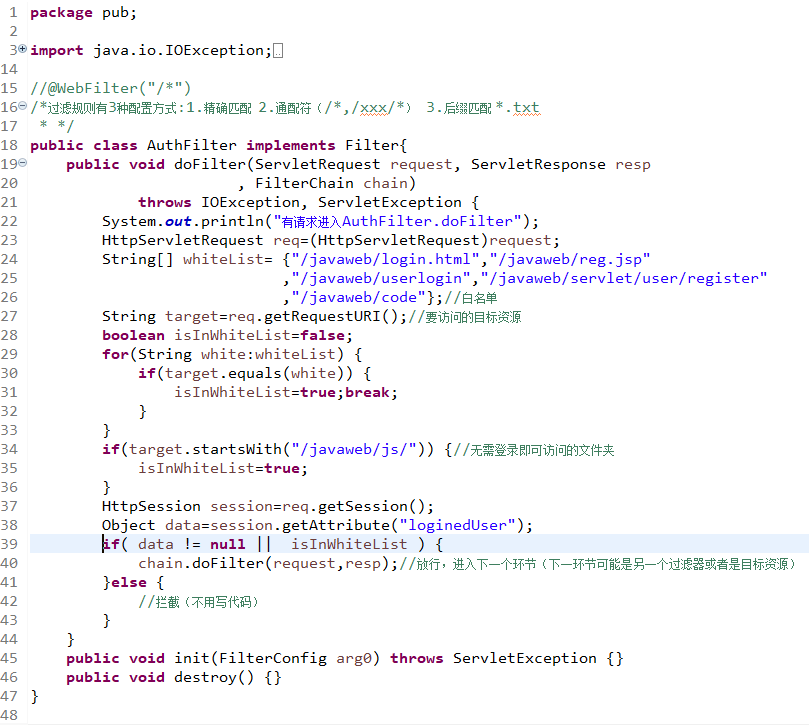 1 package pub;
2
3 import java.io.IOException;
14
15 //@WebFilter("/*")
16 /*过滤规则有3种配置方式:1.精确匹配 2.通配符（/*,/xxx/*） 3.后缀匹配 *.txt
17  * */
18 public class AuthFilter implements Filter{
19     public void doFilter(ServletRequest request, ServletResponse resp
20             , FilterChain chain)
21             throws IOException, ServletException {
22         System.out.println("有请求进入AuthFilter.doFilter");
23         HttpServletRequest req=(HttpServletRequest)request;
24         String[] whiteList= {"/javaweb/login.html","/javaweb/reg.jsp"
25                             ,"/javaweb/userlogin","/javaweb/servlet/user/register"
26                             ,"/javaweb/code"};//白名单
27         String target=req.getRequestURI();//要访问的目标资源
28         boolean isInWhiteList=false;
29         for(String white:whiteList) {
30             if(target.equals(white)) {
31                 isInWhiteList=true;break;
32             }
33         }
34         if(target.startsWith("/javaweb/js/")) {//无需登录即可访问的文件夹
35             isInWhiteList=true;
36         }
37         HttpSession session=req.getSession();
38         Object data=session.getAttribute("loginedUser");
39         if( data != null ||  isInWhiteList ) {
40             chain.doFilter(request,resp);//放行，进入下一个环节（下一环节可能是另一个过滤器或者是目标资源）
41         }else {
42             //拦截（不用写代码）
43         }
44     }
45     public void init(FilterConfig arg0) throws ServletException {}
46     public void destroy() {}
47 }
48